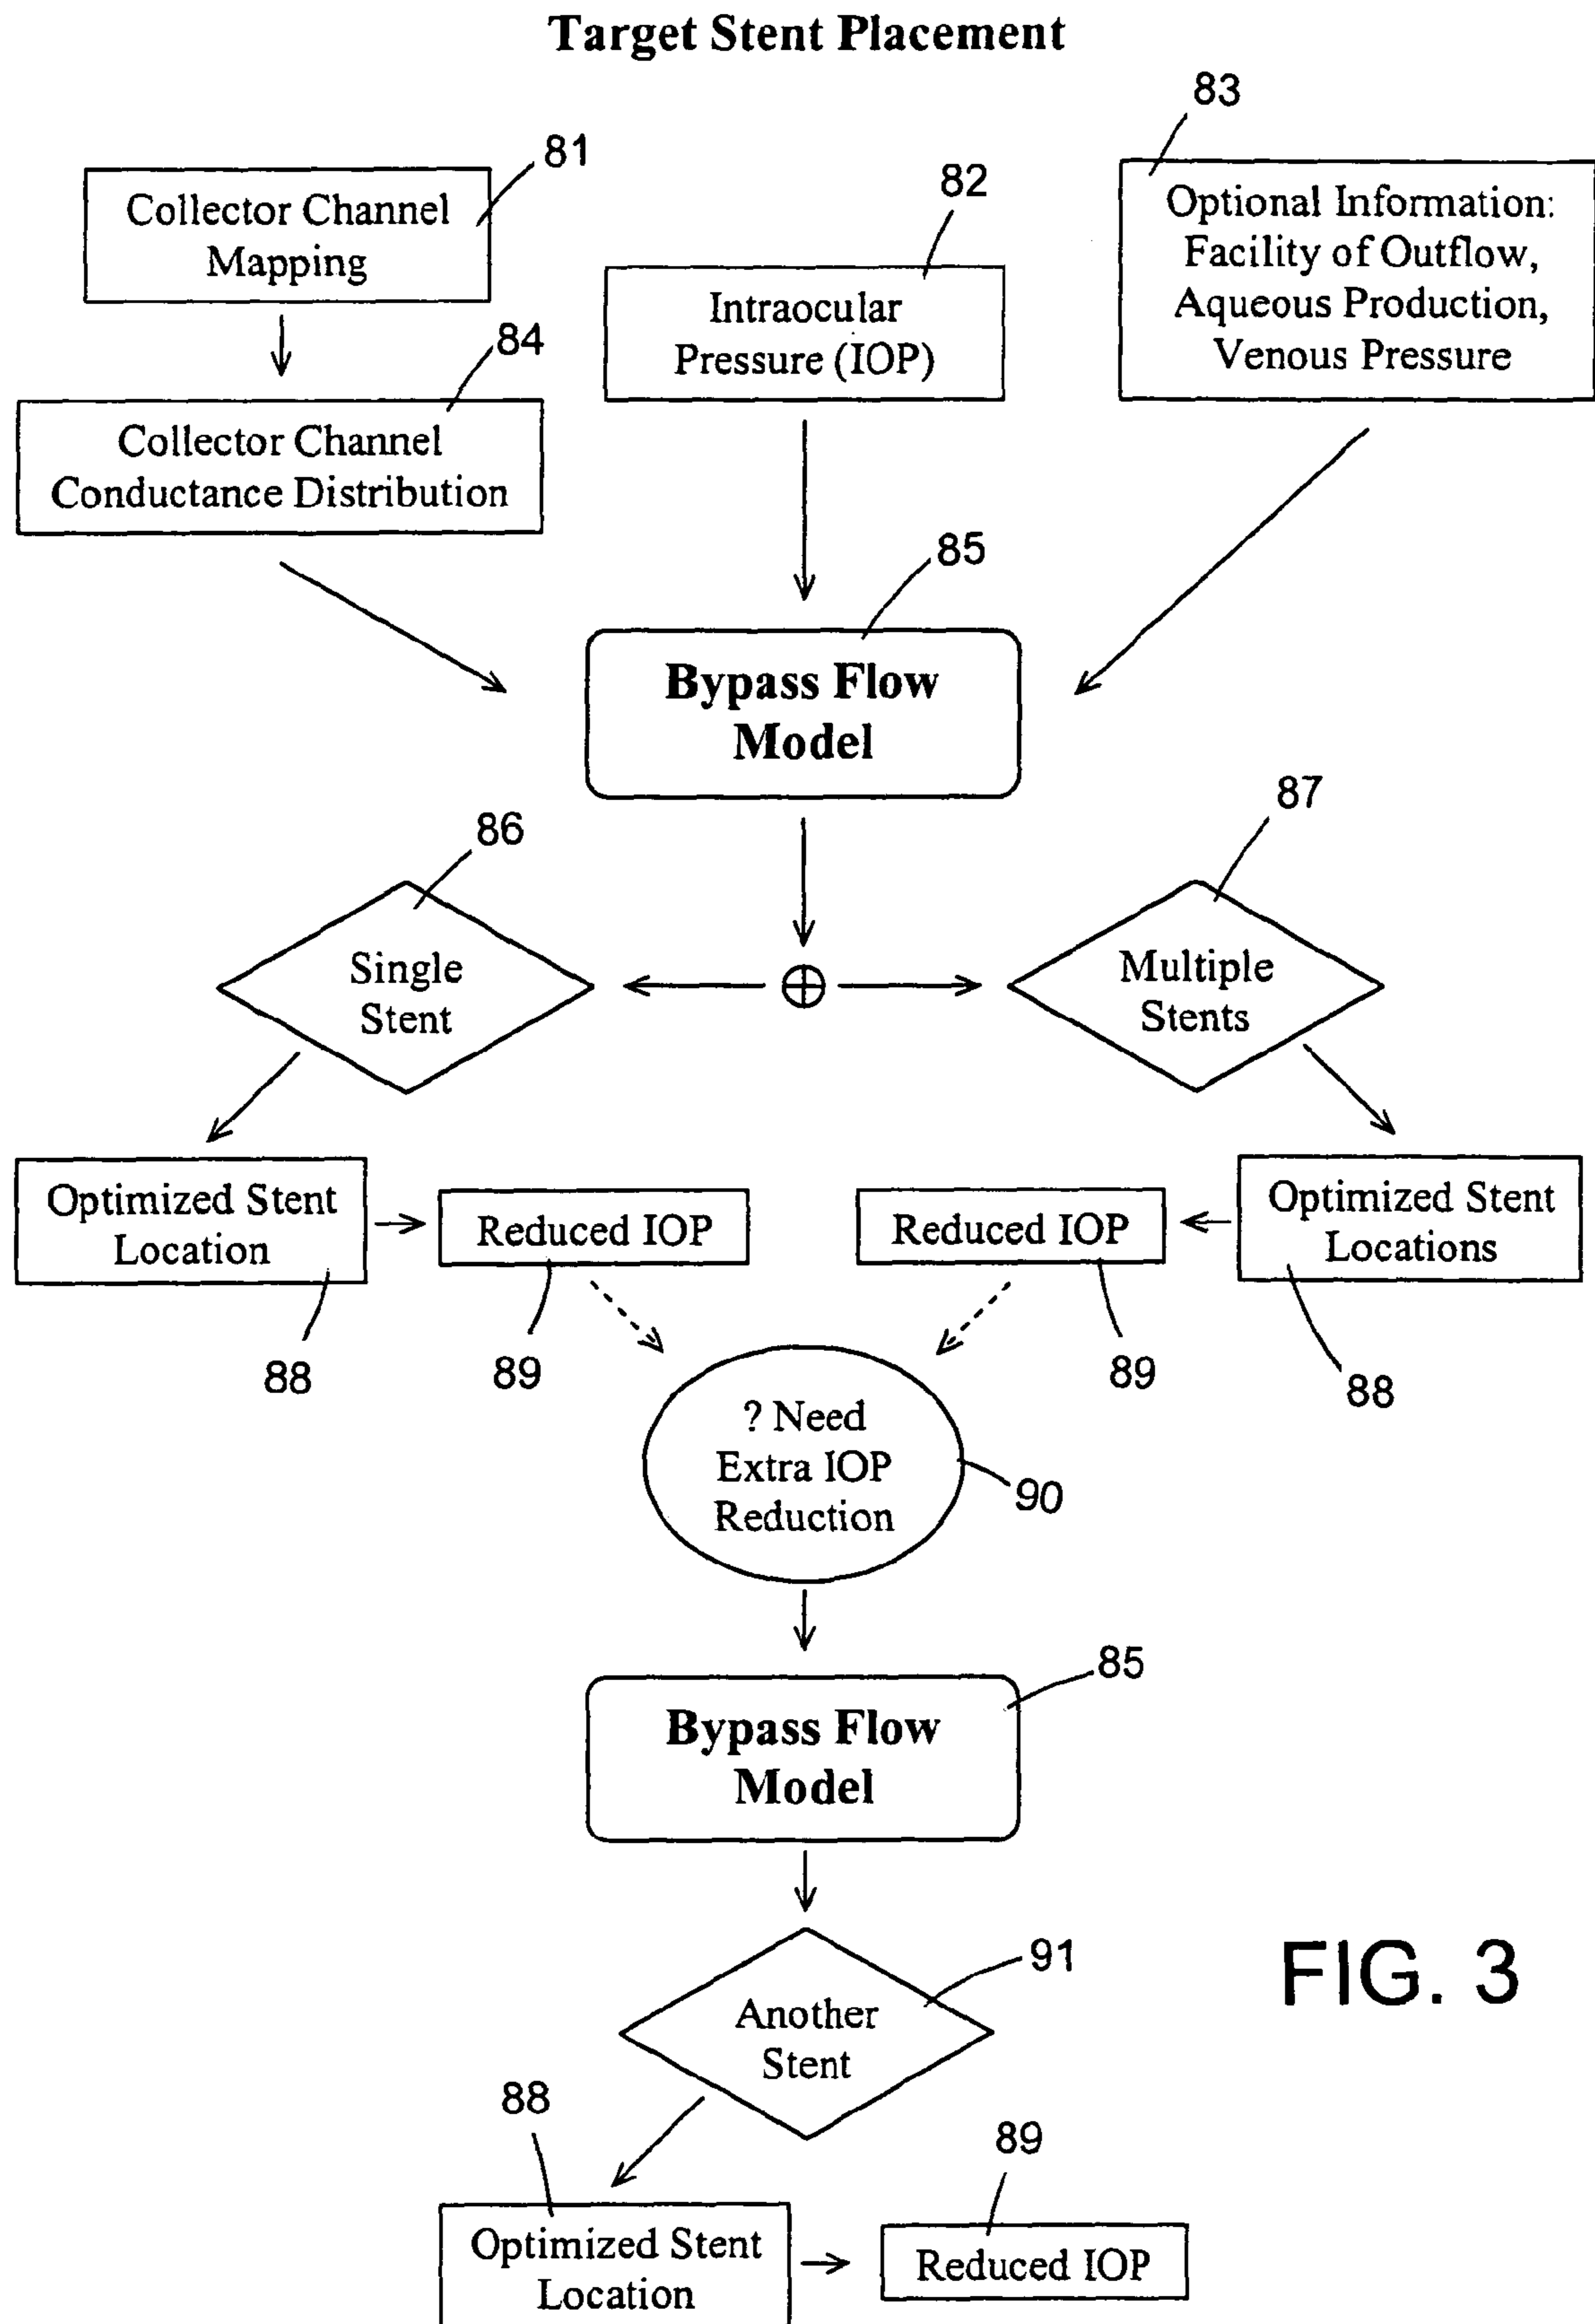 Target Stent Placement
83
81
82
Collector Channel
Mapping
Optional Information:
Facility of Outflow,
Aqueous Production,
Venous Pressure
Intraocular
Pressure (IOP)
84
Collector Channel
Conductance Distribution
85
Bypass Flow
Model
86
87
Single
Stent
Multiple
Stents
Optimized Stent
Location
Reduced IOP
Reduced IOP
Optimized Stent
Locations
88
89
89
88
? Need
Extra IOP
Reduction
90
85
Bypass Flow
Model
91
Another
Stent
FIG. 3
88
89
Optimized Stent
Location
Reduced IOP